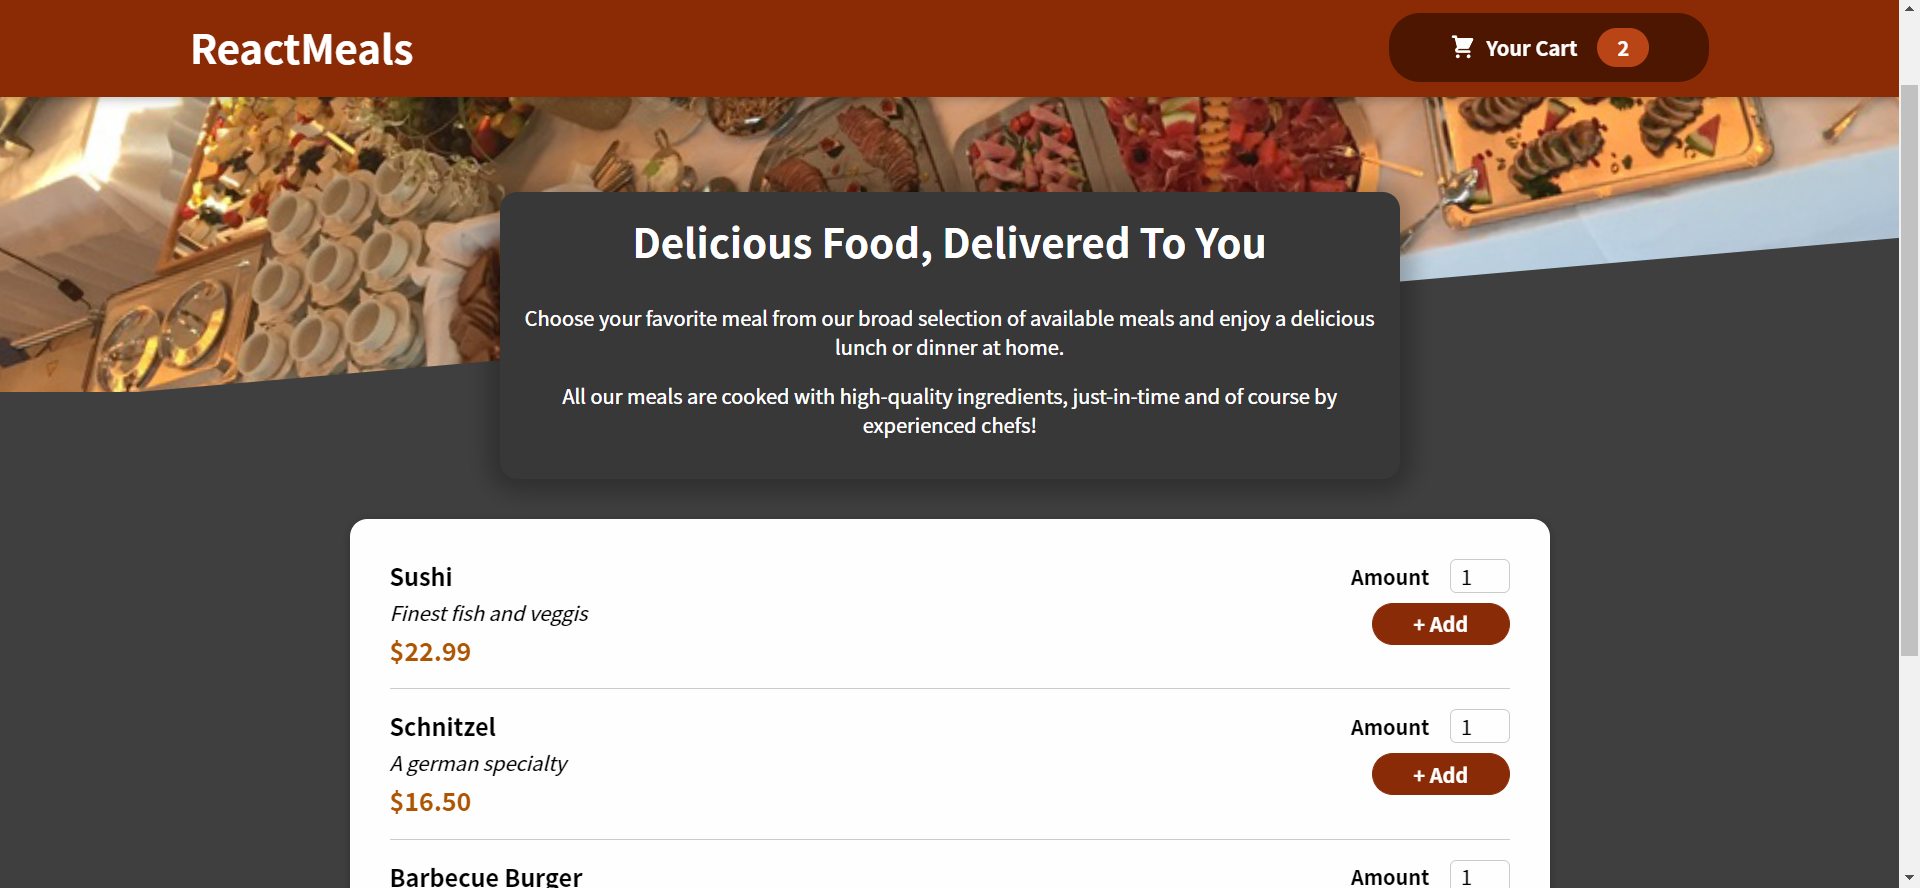 ReactMeals
Your Cart 2
Delicious Food, Delivered To You
Choose your favorite meal from our broad selection of available meals and enjoy a delicious
lunch or dinner at home.
All our meals are cooked with high-quality ingredients, just-in-time and of course by
experienced chefs!
Sushi
Amount 1
Finest fish and veggis
+ Add
$22.99
Schnitzel
Amount 1
A german specialty
+ Add
$16.50
Barbecue Burger
Amount 1